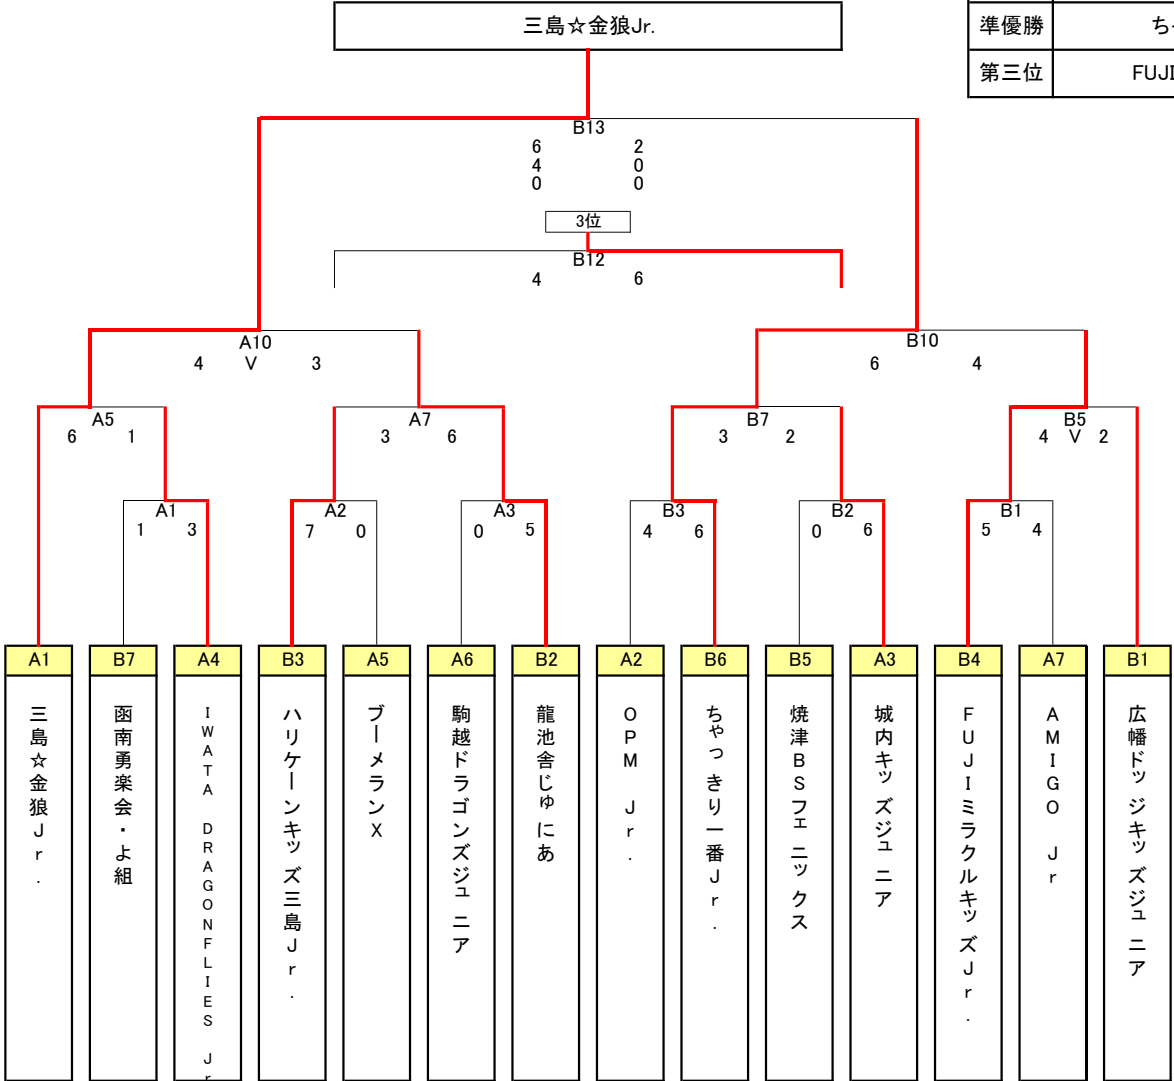 三島☆金狼Jr.
準優勝 ち
第三位 FUJI
B13
6 2
4 0
0 0
3位
B12
4 6
A10
4 V 3
B10
6 4
A5
6 1
A7
3 6
B7
3 2
B5
4 V 2
A1
1 3
A2
7 0
A3
0 5
B3
4 6
B2
0 6
B1
5 4
A1 B7 A4 B3 A5 A6 B2 A2 B6 B5 A3 B4 A7 B1
三島☆金狼Jr.
函南勇楽会・よ組
IWATA DRAGONFLIES Jr
ハリケーンキッズ三島Jr.
ブーメランX
駒越ドラゴンズジュニア
龍池舎じゅにあ
OPM Jr.
ちゃっきり一番Jr.
焼津BSフェニックス
城内キッズジュニア
FUJIミラクルキッズJr.
AMIGO Jr
広幡ドッジキッズジュニア